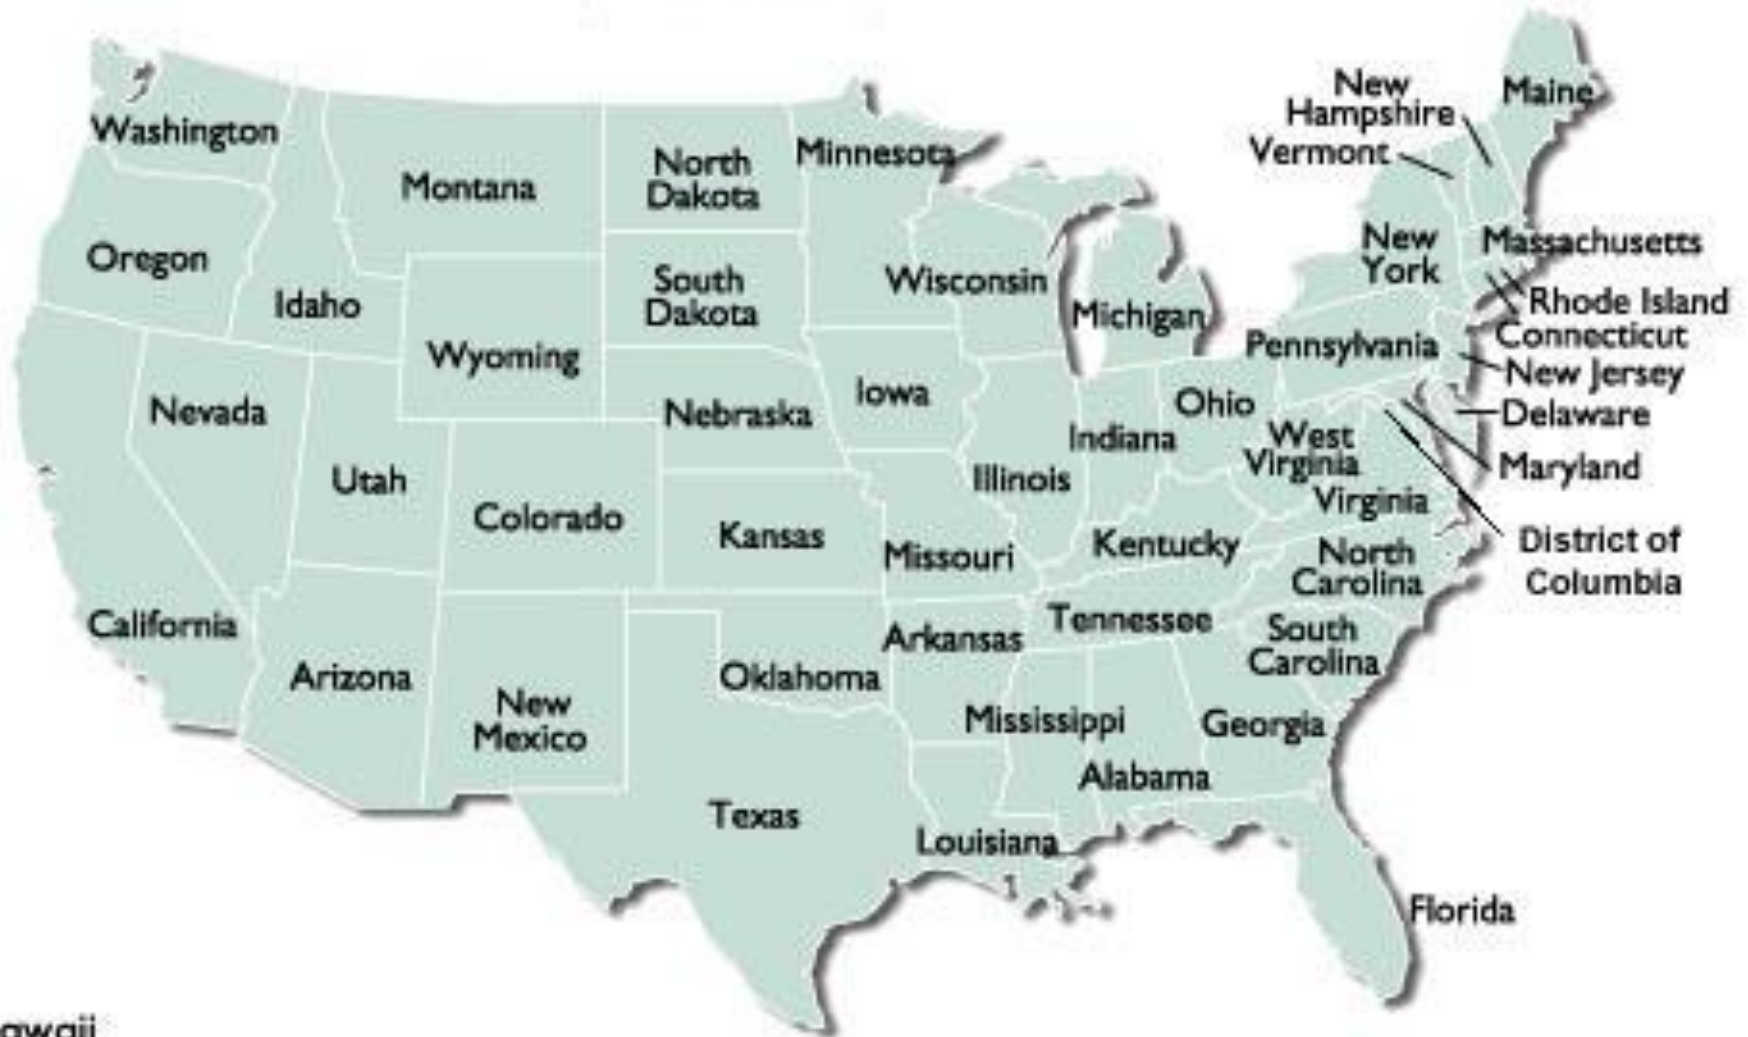 New
Hampshire
Maine
Vermont
Washington
Montana
North
Dakota
Minnesota
Oregon
Idaho
South
Dakota
Wisconsin
Michigan
New
York
Massachusetts
Rhode Island
Connecticut
Wyoming
Pennsylvania
New Jersey
Nevada
Nebraska
Iowa
Ohio
Delaware
Indiana
West
Virginia
Maryland
Utah
Illinois
Virginia
Colorado
Kansas
Missouri
Kentucky
North
Carolina
District of
Columbia
California
Arizona
Oklahoma
Arkansas
Tennessee
South
Carolina
New
Mexico
Mississippi
Georgia
Alabama
Texas
Louisiana
Florida
awaii